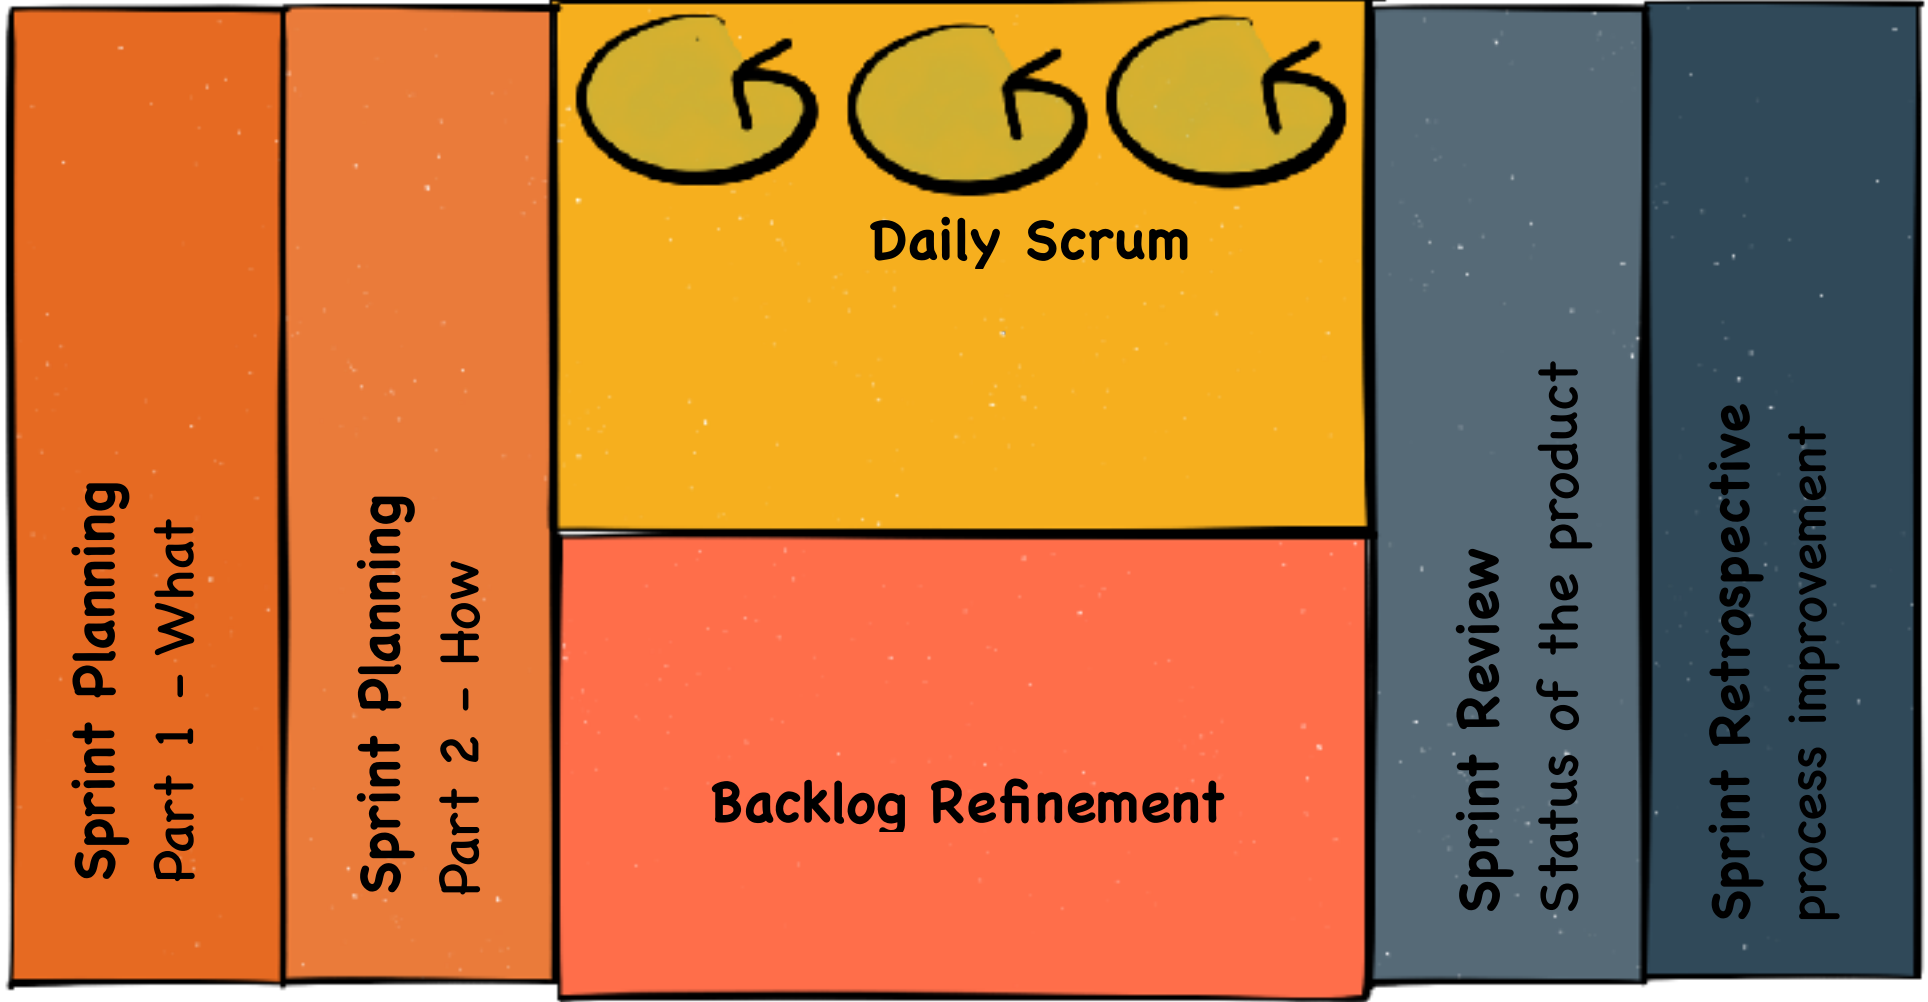 Sprint Planning
Part 1 - What
Sprint Planning
Part 2 - How
Daily Scrum
Backlog Refinement
Sprint Review
Status of the product
Sprint Retrospective
process improvement